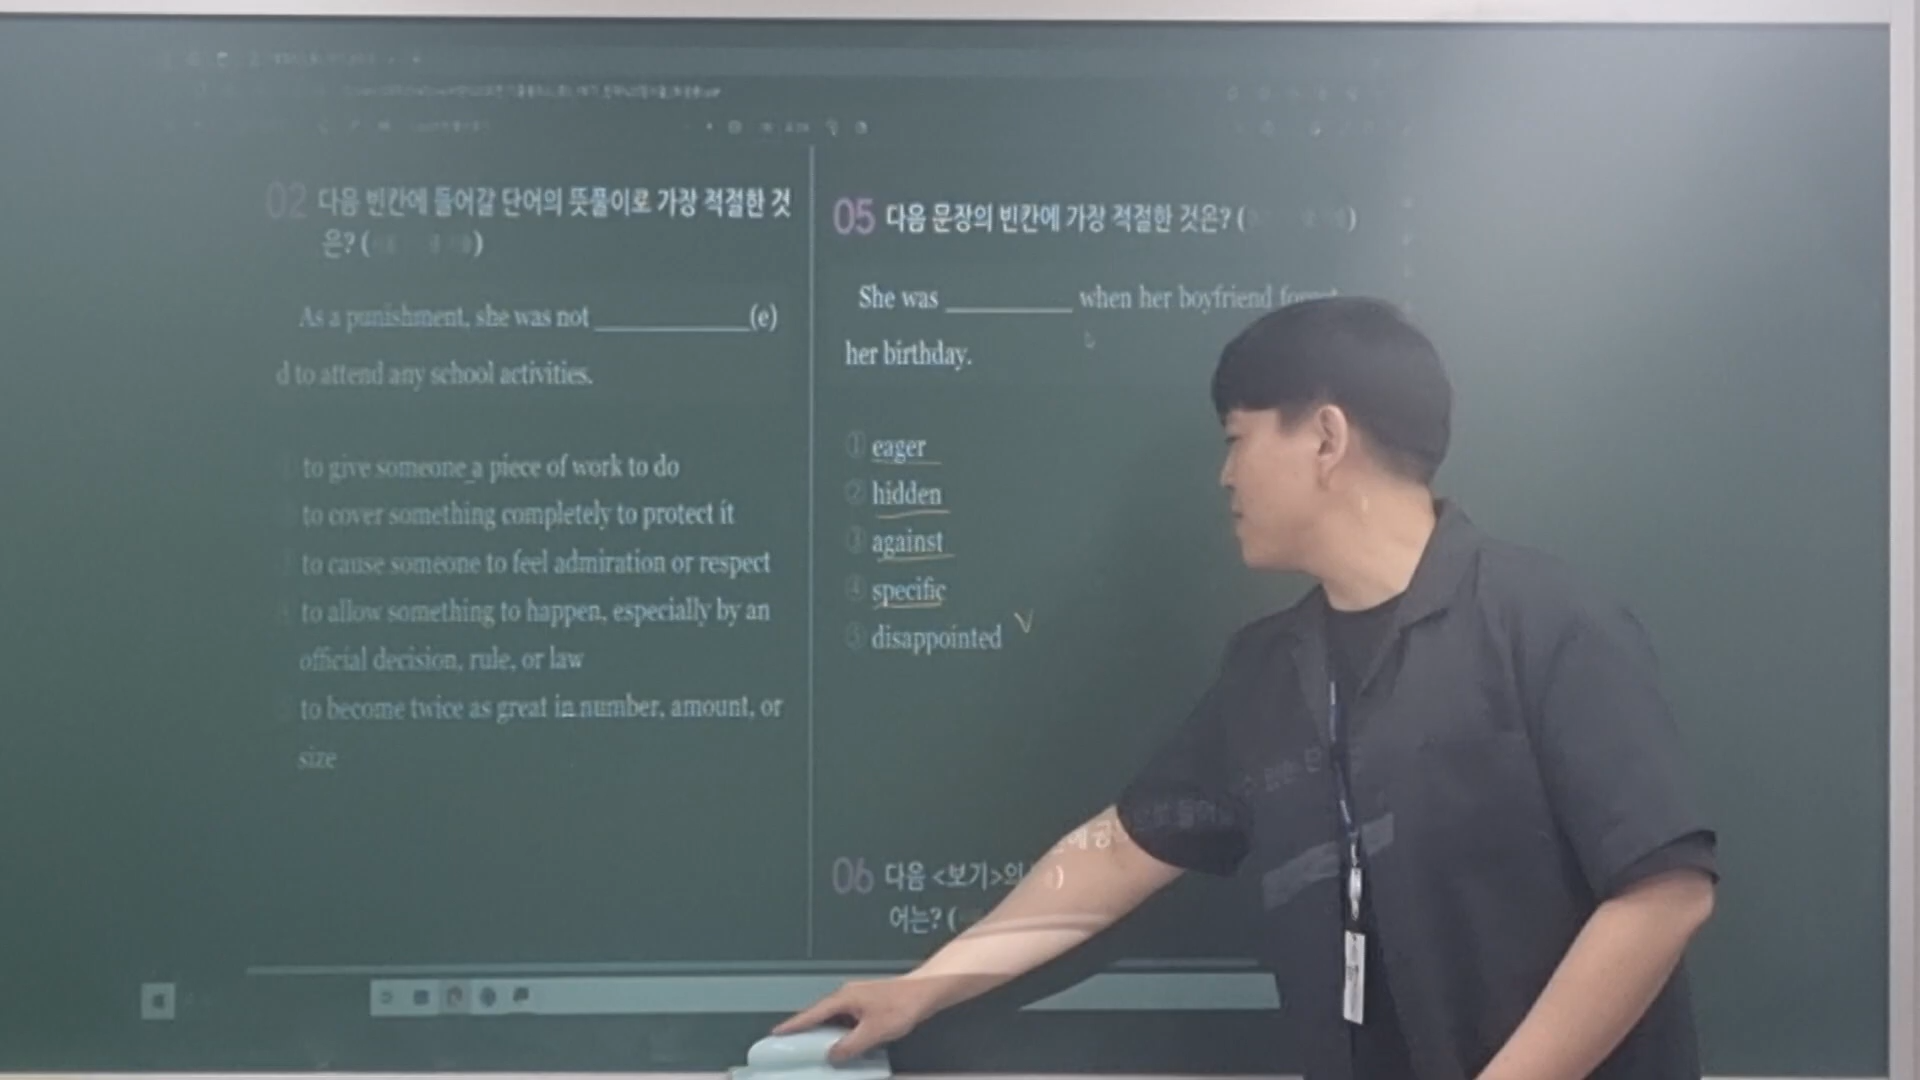 02 다음 빈칸에 들어갈 단어의 뜻풀이로 가장 적절한 것
은? ( )
As a punishment, she was not ___________(e)
d to attend any school activities.
to give someone a piece of work to do
to cover something completely to protect it
to cause someone to feel admiration or respect
to allow something to happen, especially by an
official decision, rule, or law
to become twice as great in number, amount, or
size
05 다음 문장의 빈칸에 가장 적절한 것은? ( )
She was _________ when her boyfriend forgot
her birthday.
① eager
② hidden
③ against
④ specific
⑤ disappointed V
06 다음 <보기>의
어는? (